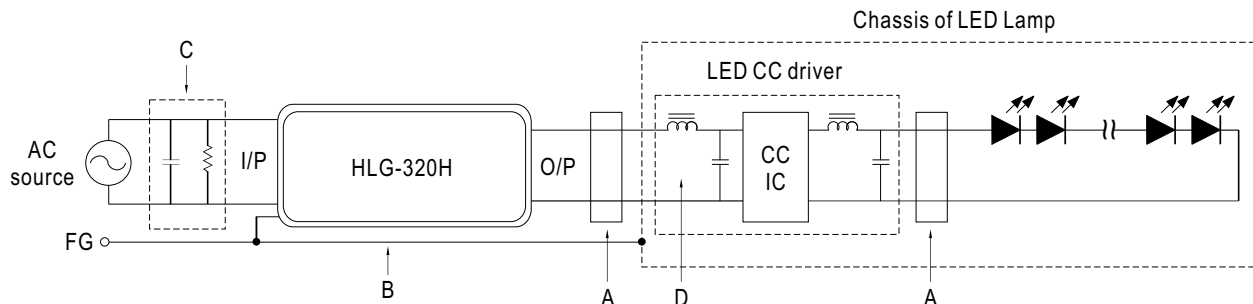 Chassis of LED Lamp
C
LED CC driver
AC
source
I/P
HLG-320H
O/P
CC
IC
FG
B
A
D
A